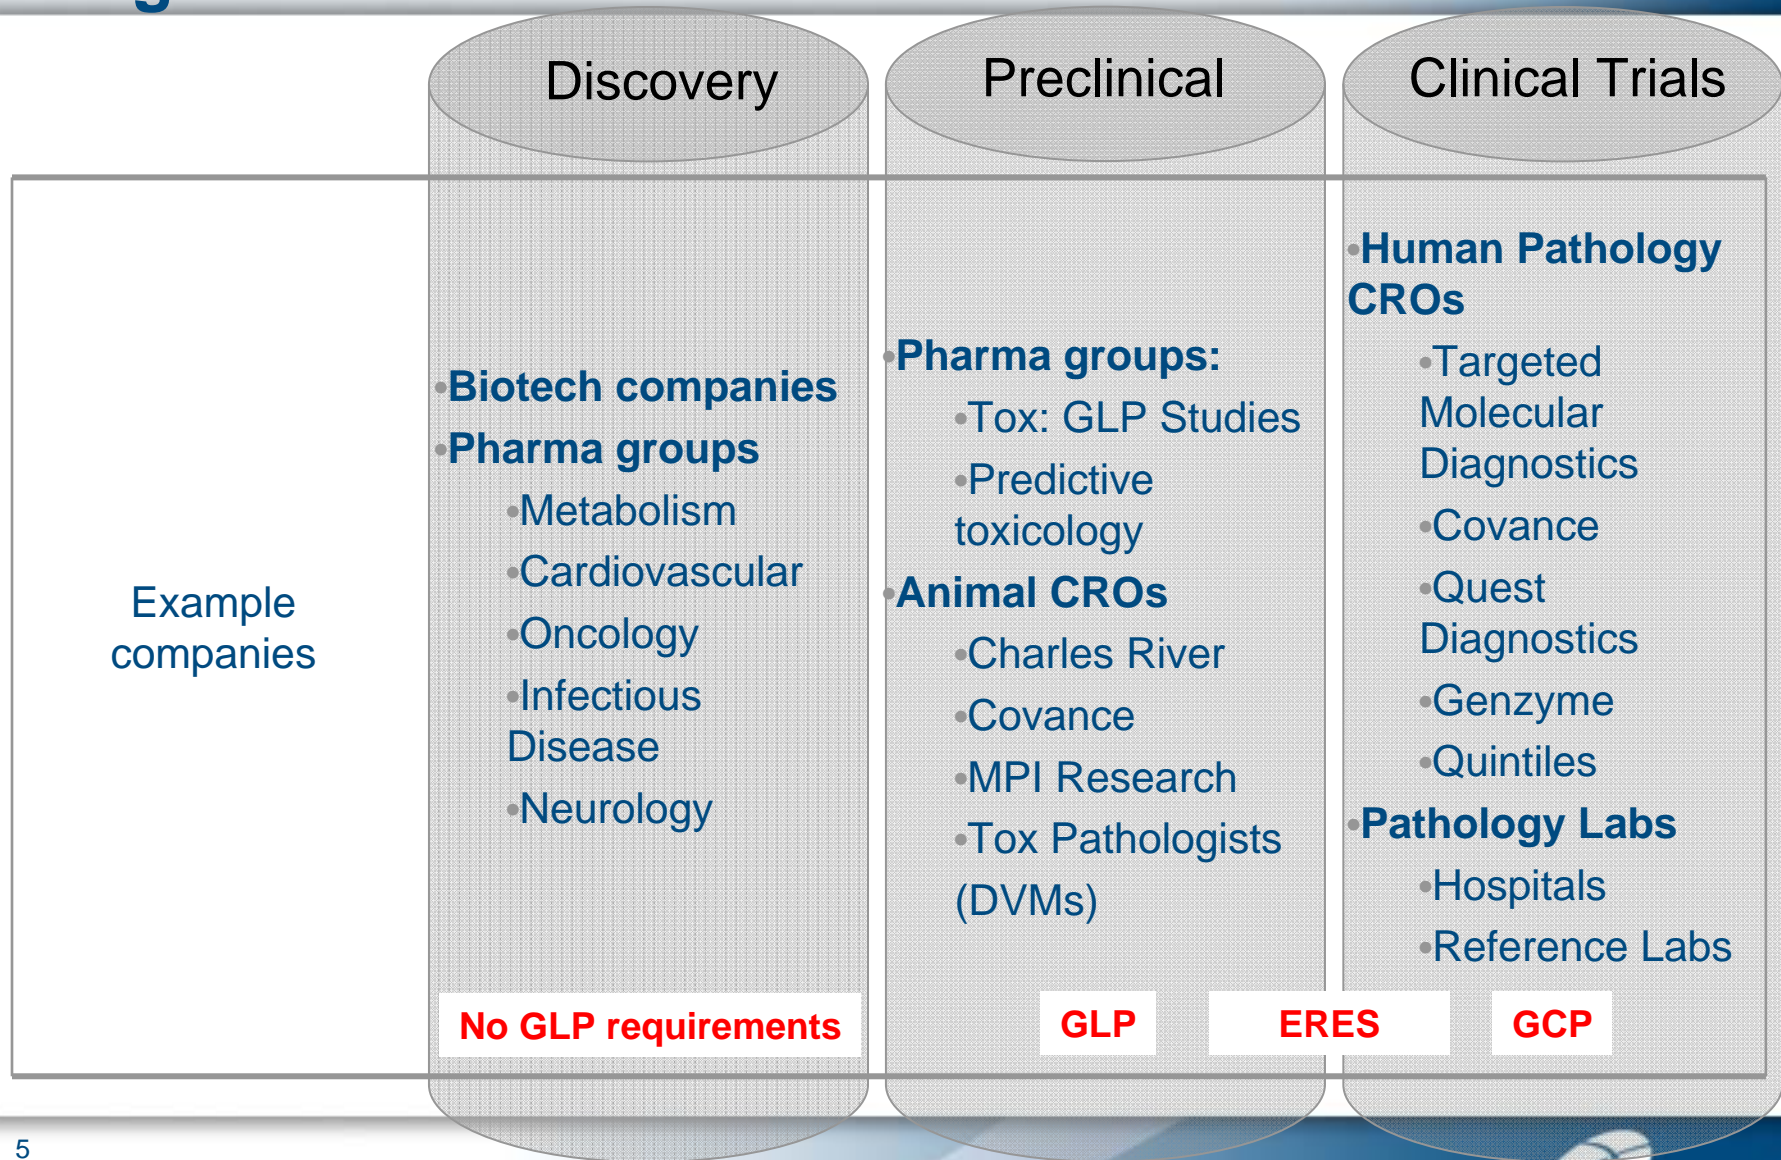 Discovery
Preclinical
Clinical Trials
Example
companies
•Biotech companies
•Pharma groups
•Metabolism
•Cardiovascular
•Oncology
•Infectious
Disease
•Neurology
No GLP requirements
•Pharma groups:
•Tox: GLP Studies
•Predictive
toxicology
•Animal CROs
•Charles River
•Covance
•MPI Research
•Tox Pathologists
(DVMs)
GLP
ERES
•Human Pathology
CROs
•Targeted
Molecular
Diagnostics
•Covance
•Quest
Diagnostics
•Genzyme
•Quintiles
•Pathology Labs
•Hospitals
•Reference Labs
GCP
5